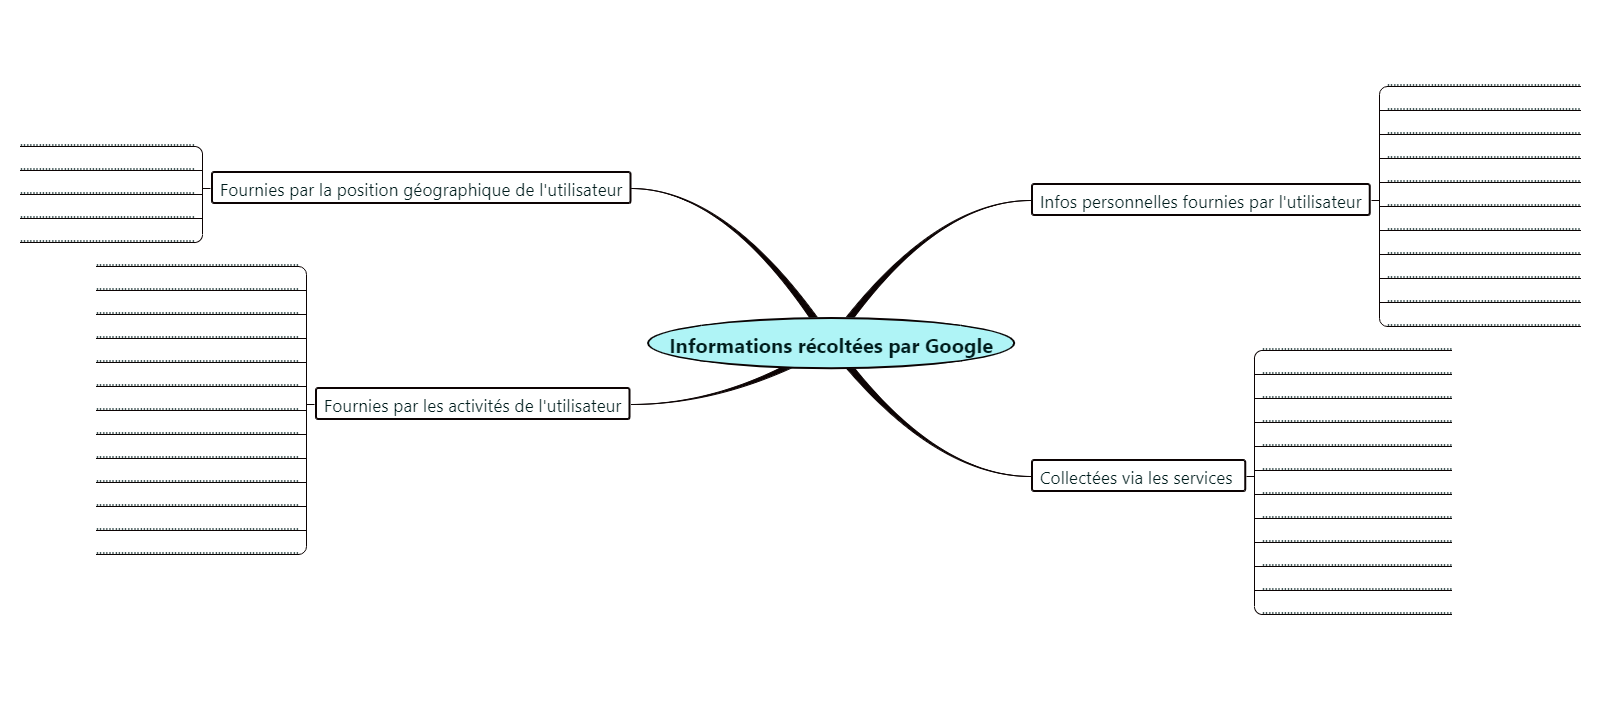 Fournies par la position géographique de l'utilisateur
Infos personnelles fournies par l'utilisateur
Informations récoltées par Google
Fournies par les activités de l'utilisateur
Collectées via les services